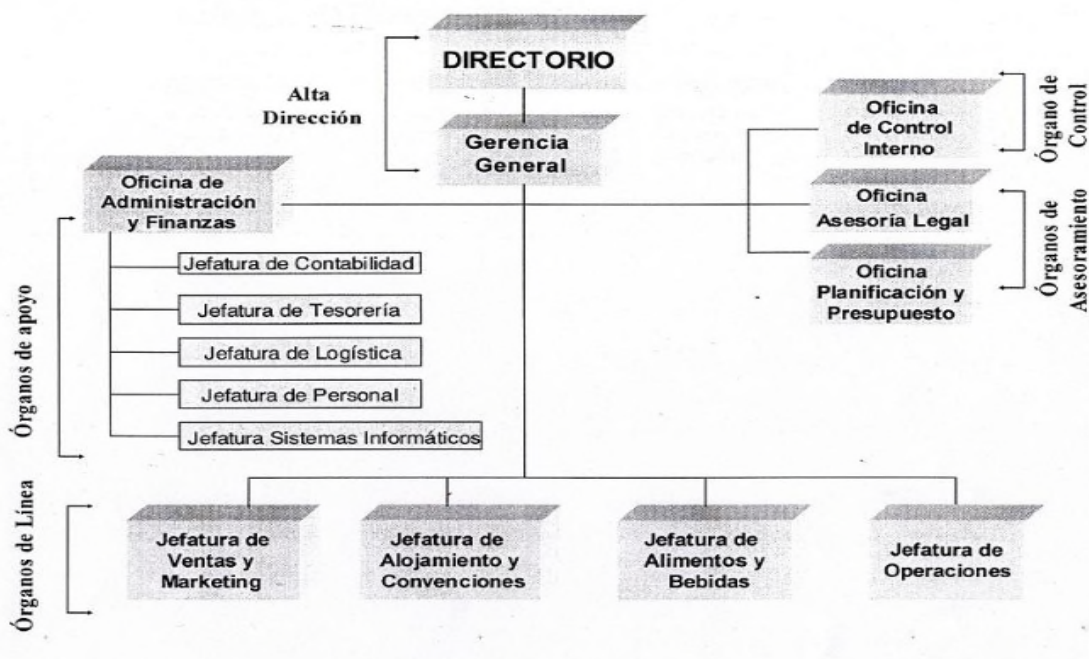 DIRECTORIO
Alta
Dirección
Gerencia
General
Oficina
de Control
Interno
Órgano de
Control
Oficina de
Administración
y Finanzas
Oficina
Asesoría Legal
Oficina
Planificación y
Presupuesto
Órganos de
Asesoramiento
Órganos de apoyo
Jefatura de Contabilidad
Jefatura de Tesorería
Jefatura de Logística
Jefatura de Personal
Jefatura Sistemas Informáticos
Órganos de Línea
Jefatura de
Ventas y
Marketing
Jefatura de
Alojamiento y
Convenciones
Jefatura de
Alimentos y
Bebidas
Jefatura de
Operaciones